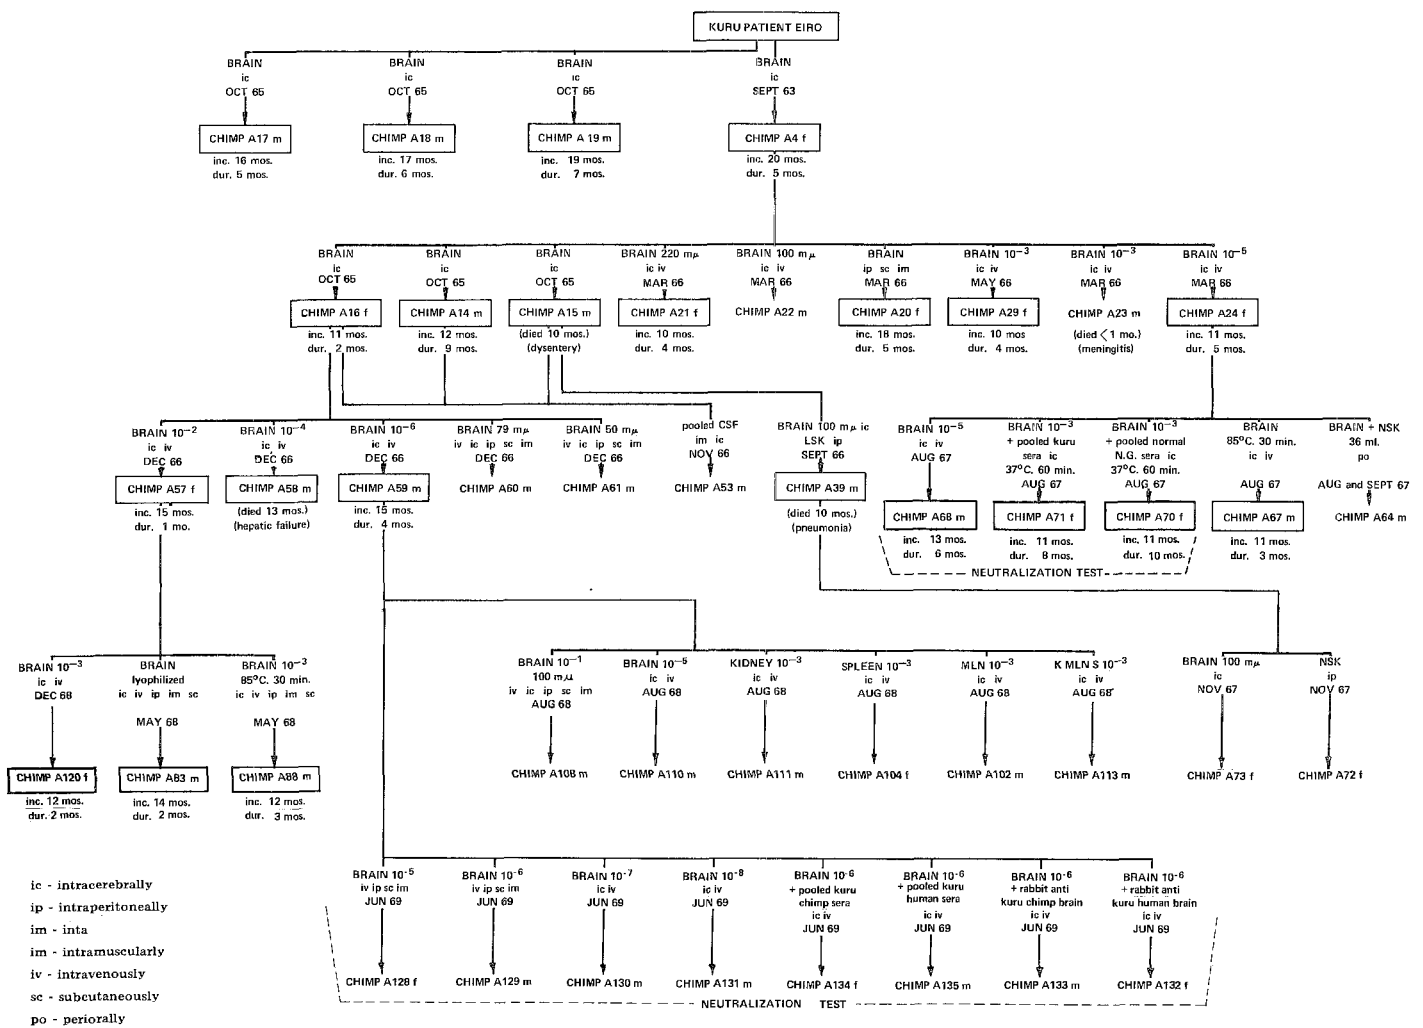 KURU PATIENT EIRO
BRAIN
ic
OCT 65
CHIMP A17 m
inc. 16 mos.
dur. 5 mos.
BRAIN
ic
OCT 65
CHIMP A18 m
inc. 17 mos.
dur. 6 mos.
BRAIN
ic
OCT 65
CHIMP A 19 m
inc. 19 mos.
dur. 7 mos.
BRAIN
ic
SEPT 63
CHIMP A4 f
inc. 20 mos.
dur. 5 mos.
BRAIN
ic
OCT 65
CHIMP A16 f
inc. 11 mos.
dur. 2 mos.
BRAIN
ic
OCT 65
CHIMP A14 m
inc. 12 mos.
dur. 9 mos.
BRAIN
ic
OCT 65
CHIMP A15 m
(died 10 mos.)
(dysentery)
BRAIN 220 mμ
ic iv
MAR 66
CHIMP A21 f
inc. 10 mos.
dur. 4 mos.
BRAIN 100 mμ
ic iv
MAR 66
CHIMP A22 m
BRAIN
ip sc im
MAR 66
CHIMP A20 f
inc. 18 mos.
dur. 5 mos.
BRAIN 10⁻³
ic iv
MAY 66
CHIMP A29 f
inc. 10 mos
dur. 4 mos.
BRAIN 10⁻³
ic iv
MAR 66
CHIMP A23 m
(died < 1 mo.)
(meningitis)
BRAIN 10⁻⁵
ic iv
MAR 66
CHIMP A24 f
inc. 11 mos.
dur. 5 mos.
BRAIN 10⁻²
ic iv
DEC 66
CHIMP A57 f
inc. 15 mos.
dur. 1 mo.
BRAIN 10⁻⁴
ic iv
DEC 66
CHIMP A58 m
(died 13 mos.)
(hepatic failure)
BRAIN 10⁻⁶
ic iv
DEC 66
CHIMP A59 m
inc. 15 mos.
dur. 4 mos.
BRAIN 79 mμ
iv ic ip sc im
DEC 66
CHIMP A60 m
BRAIN 50 mμ
iv ic ip sc im
DEC 66
CHIMP A61 m
pooled CSF
im ic
NOV 66
CHIMP A53 m
BRAIN 100 mμ ic
LSK ip
SEPT 66
CHIMP A39 m
(died 10 mos.)
(pneumonia)
BRAIN 10⁻⁵
ic iv
AUG 67
CHIMP A68 m
inc. 13 mos.
dur. 6 mos.
BRAIN 10⁻³
+ pooled kuru
sera ic
37°C. 60 min.
AUG 67
CHIMP A71 f
inc. 11 mos.
dur. 8 mos.
BRAIN 10⁻³
+ pooled normal
N.G. sera ic
37°C. 60 min.
AUG 67
CHIMP A70 f
inc. 11 mos.
dur. 10 mos.
BRAIN
85°C. 30 min.
ic iv
AUG 67
CHIMP A67 m
inc. 11 mos.
dur. 3 mos.
BRAIN + NSK
36 ml.
po
AUG and SEPT 67
CHIMP A64 m
NEUTRALIZATION TEST
BRAIN 10⁻³
ic iv
DEC 68
CHIMP A120 f
inc. 12 mos.
dur. 2 mos.
BRAIN
lyophilized
ic iv ip im sc
MAY 68
CHIMP A83 m
inc. 14 mos.
dur. 2 mos.
BRAIN 10⁻³
85°C. 30 min.
ic iv ip im sc
MAY 68
CHIMP A88 m
inc. 12 mos.
dur. 3 mos.
BRAIN 10⁻¹
100 mμ
iv ic ip sc im
AUG 68
CHIMP A108 m
BRAIN 10⁻⁵
ic iv
AUG 68
CHIMP A110 m
KIDNEY 10⁻³
ic iv
AUG 68
CHIMP A111 m
SPLEEN 10⁻³
ic iv
AUG 68
CHIMP A104 f
MLN 10⁻³
ic iv
AUG 68
CHIMP A102 m
K MLN S 10⁻³
ic iv
AUG 68
CHIMP A113 m
BRAIN 100 mμ
ic
NOV 67
CHIMP A73 f
NSK
ip
NOV 67
CHIMP A72 f
BRAIN 10⁻⁵
iv ip sc im
JUN 69
CHIMP A128 f
BRAIN 10⁻⁶
iv ip sc im
JUN 69
CHIMP A129 m
BRAIN 10⁻⁷
ic iv
JUN 69
CHIMP A130 m
BRAIN 10⁻⁸
ic iv
JUN 69
CHIMP A131 m
BRAIN 10⁻⁶
+ pooled kuru
chimp sera
ic iv
JUN 69
CHIMP A134 f
BRAIN 10⁻⁶
+ pooled kuru
human sera
ic iv
JUN 69
CHIMP A135 m
BRAIN 10⁻⁶
+ rabbit anti
kuru chimp brain
ic iv
JUN 69
CHIMP A133 m
BRAIN 10⁻⁶
+ rabbit anti
kuru human brain
ic iv
JUN 69
CHIMP A132 f
NEUTRALIZATION TEST
ic - intracerebrally
ip - intraperitoneally
im - inta
im - intramuscularly
iv - intravenously
sc - subcutaneously
po - periorally